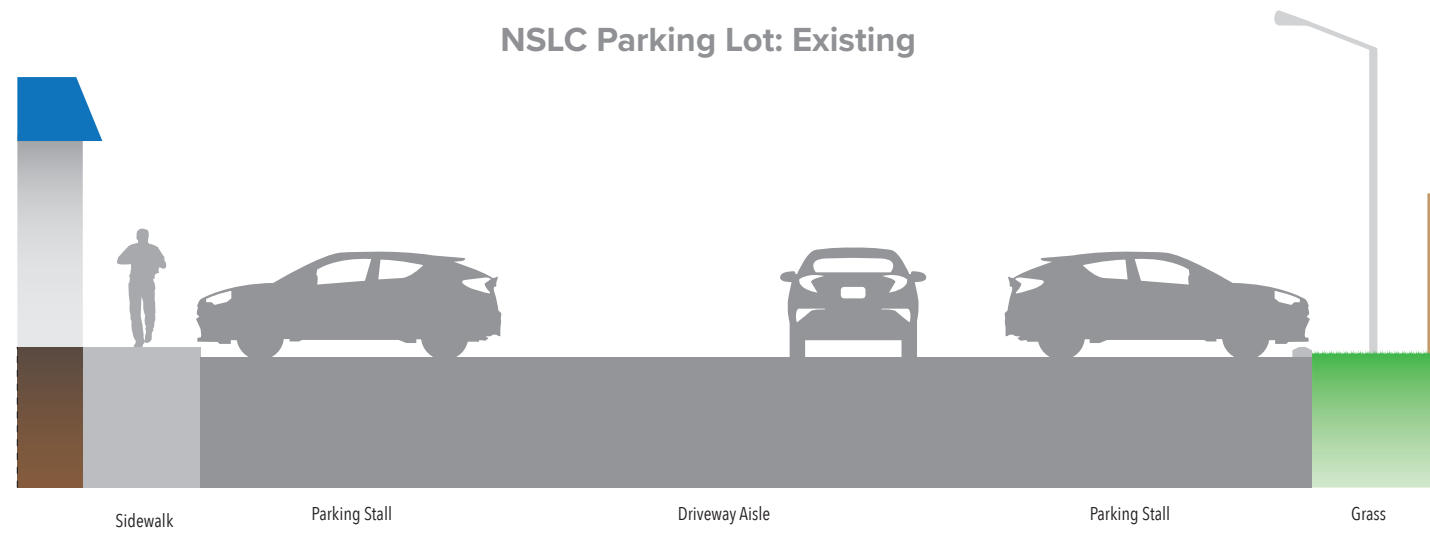 NSLC Parking Lot: Existing
Sidewalk
Parking Stall
Driveway Aisle
Parking Stall
Grass